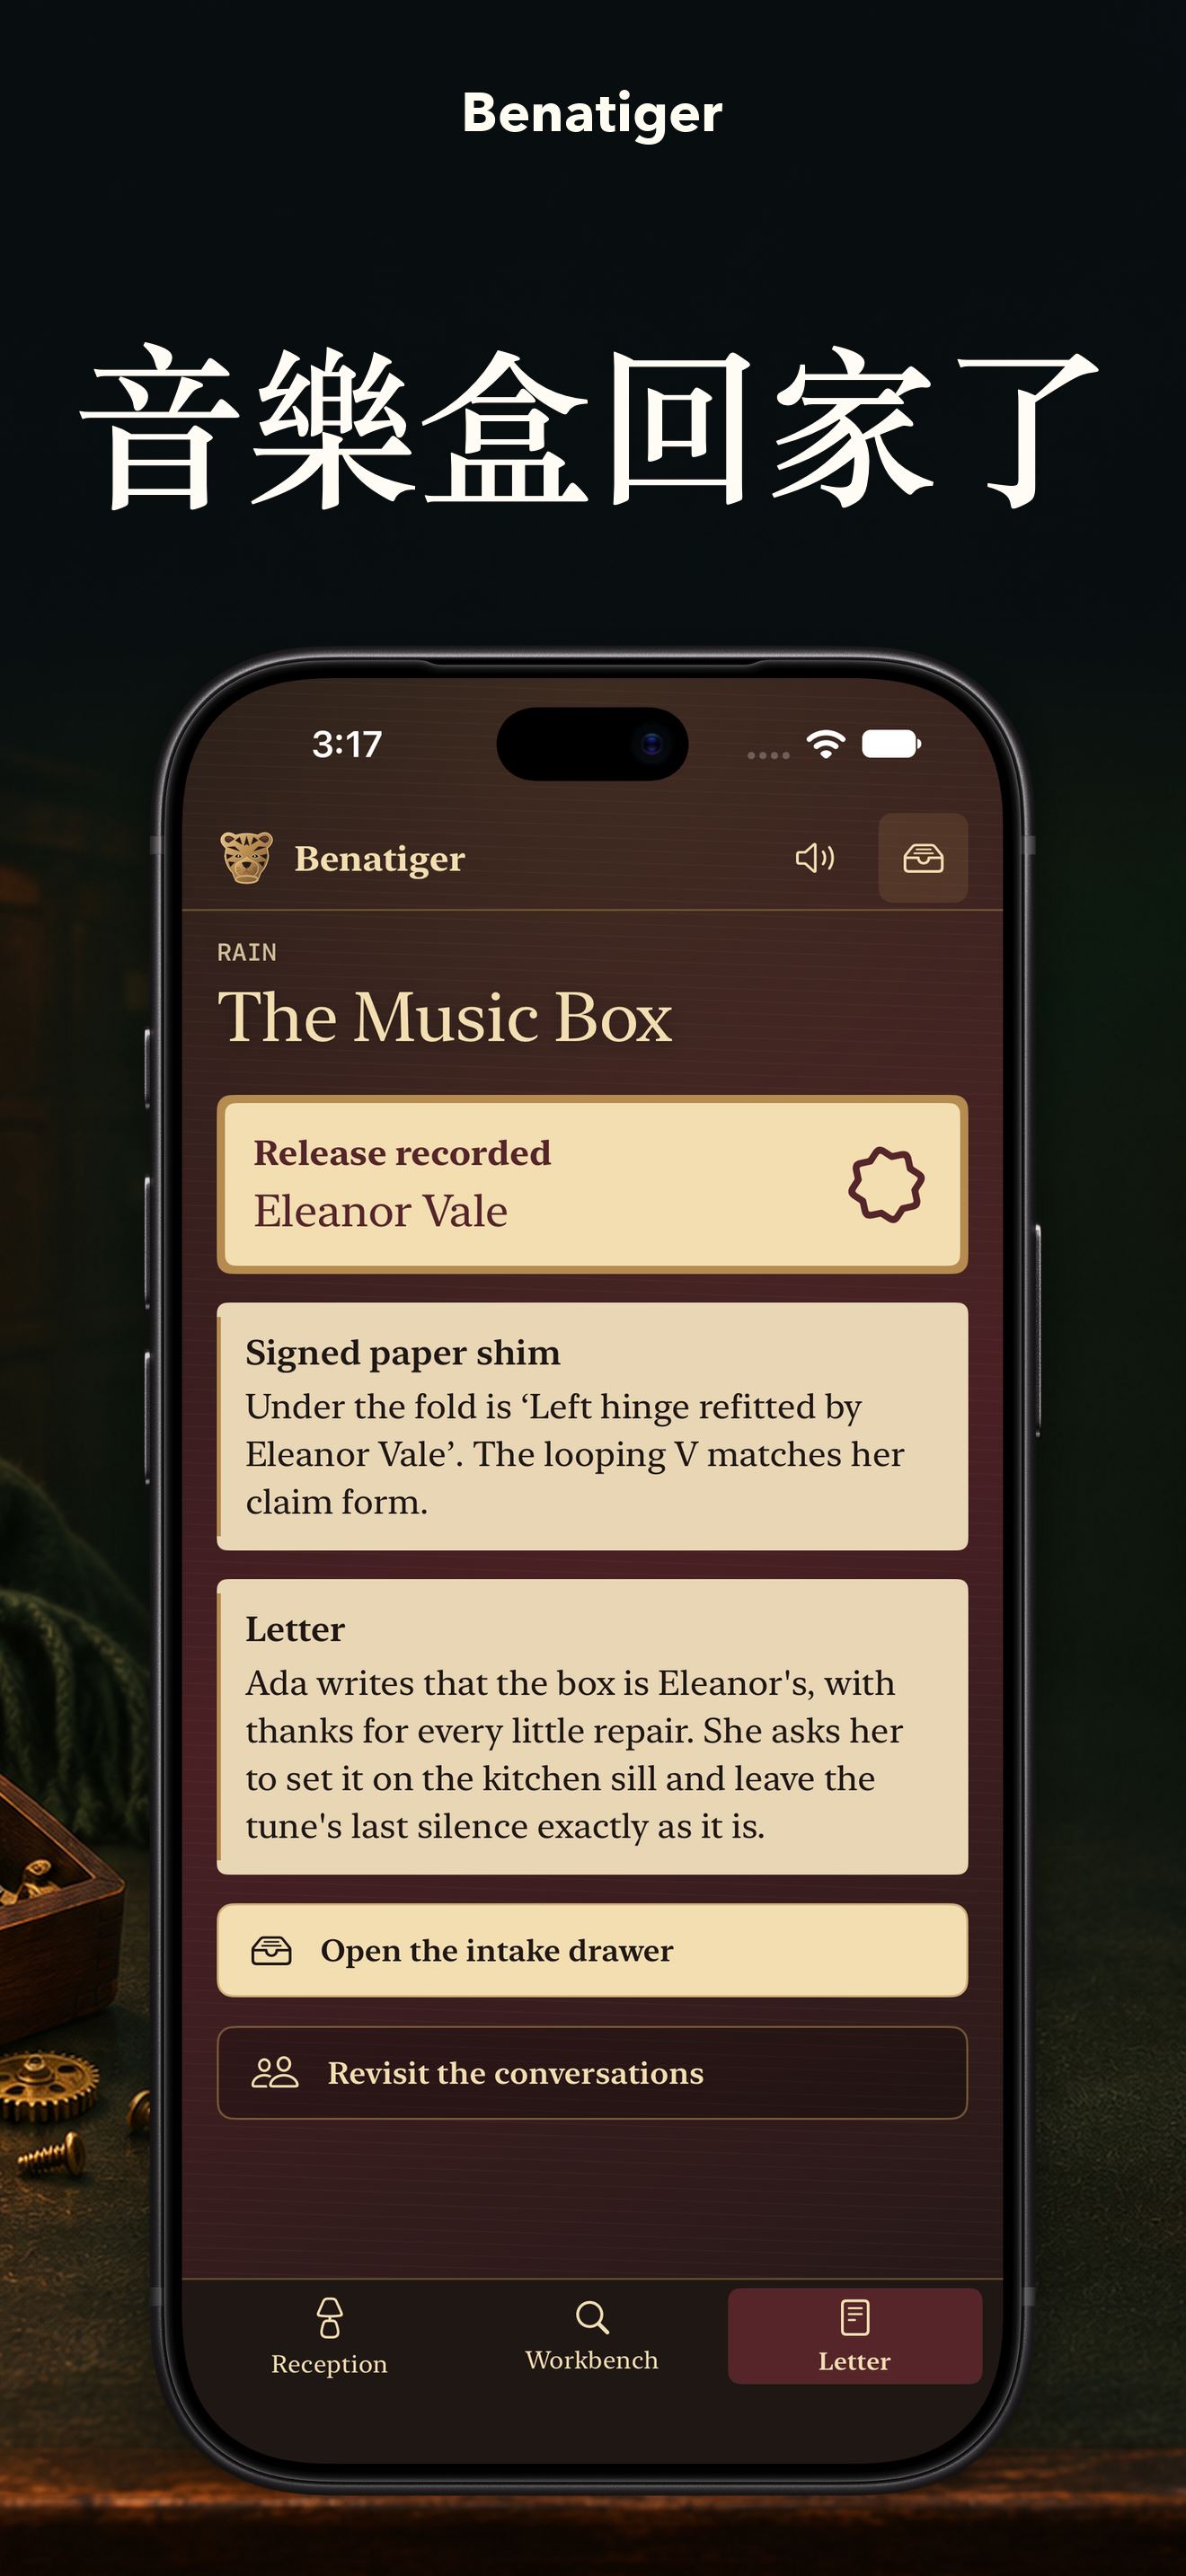 Benatiger
音樂盒回家了
3:17
Benatiger
RAIN
The Music Box
Release recorded
Eleanor Vale
Signed paper shim
Under the fold is ‘Left hinge refitted by
Eleanor Vale’. The looping V matches her
claim form.
Letter
Ada writes that the box is Eleanor's, with
thanks for every little repair. She asks her
to set it on the kitchen sill and leave the
tune's last silence exactly as it is.
Open the intake drawer
Revisit the conversations
Reception
Workbench
Letter